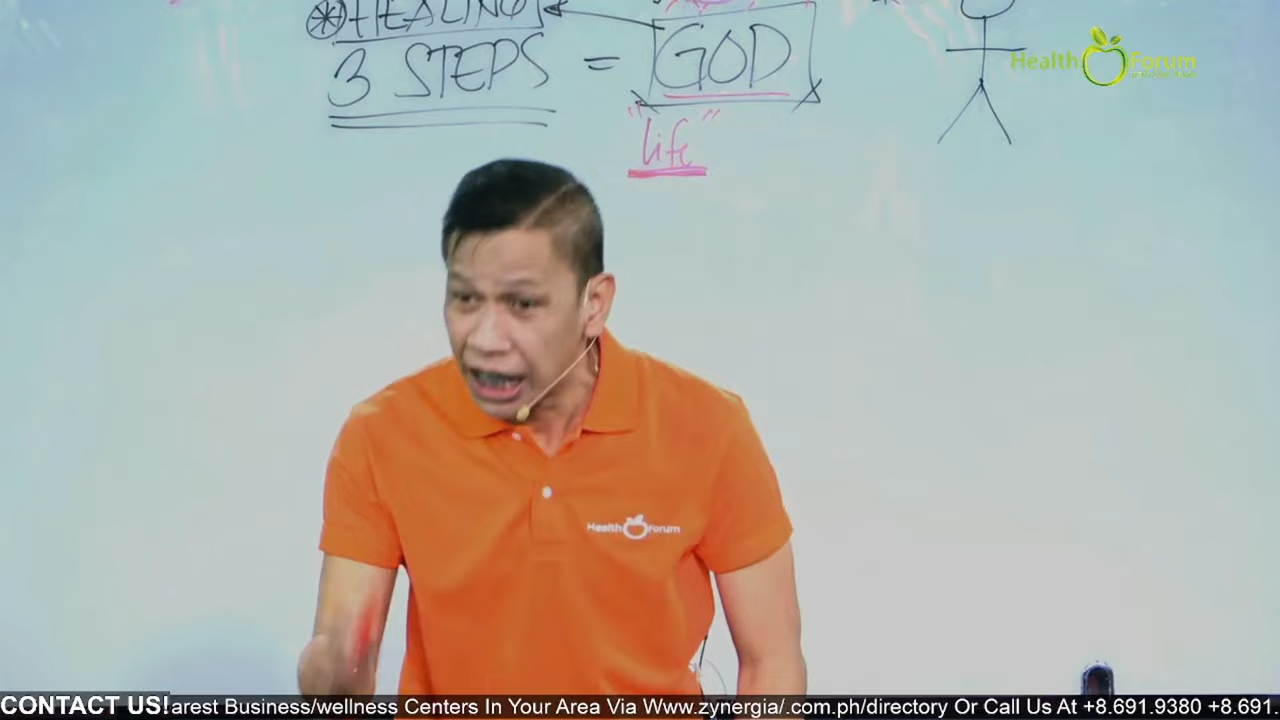 HEALING
3 STEPS = GOD
"life"
Health Forum
Health Forum
CONTACT US! arest Business/wellness Centers In Your Area Via Www.zynergia/.com.ph/directory Or Call Us At +8.691.9380 +8.691.